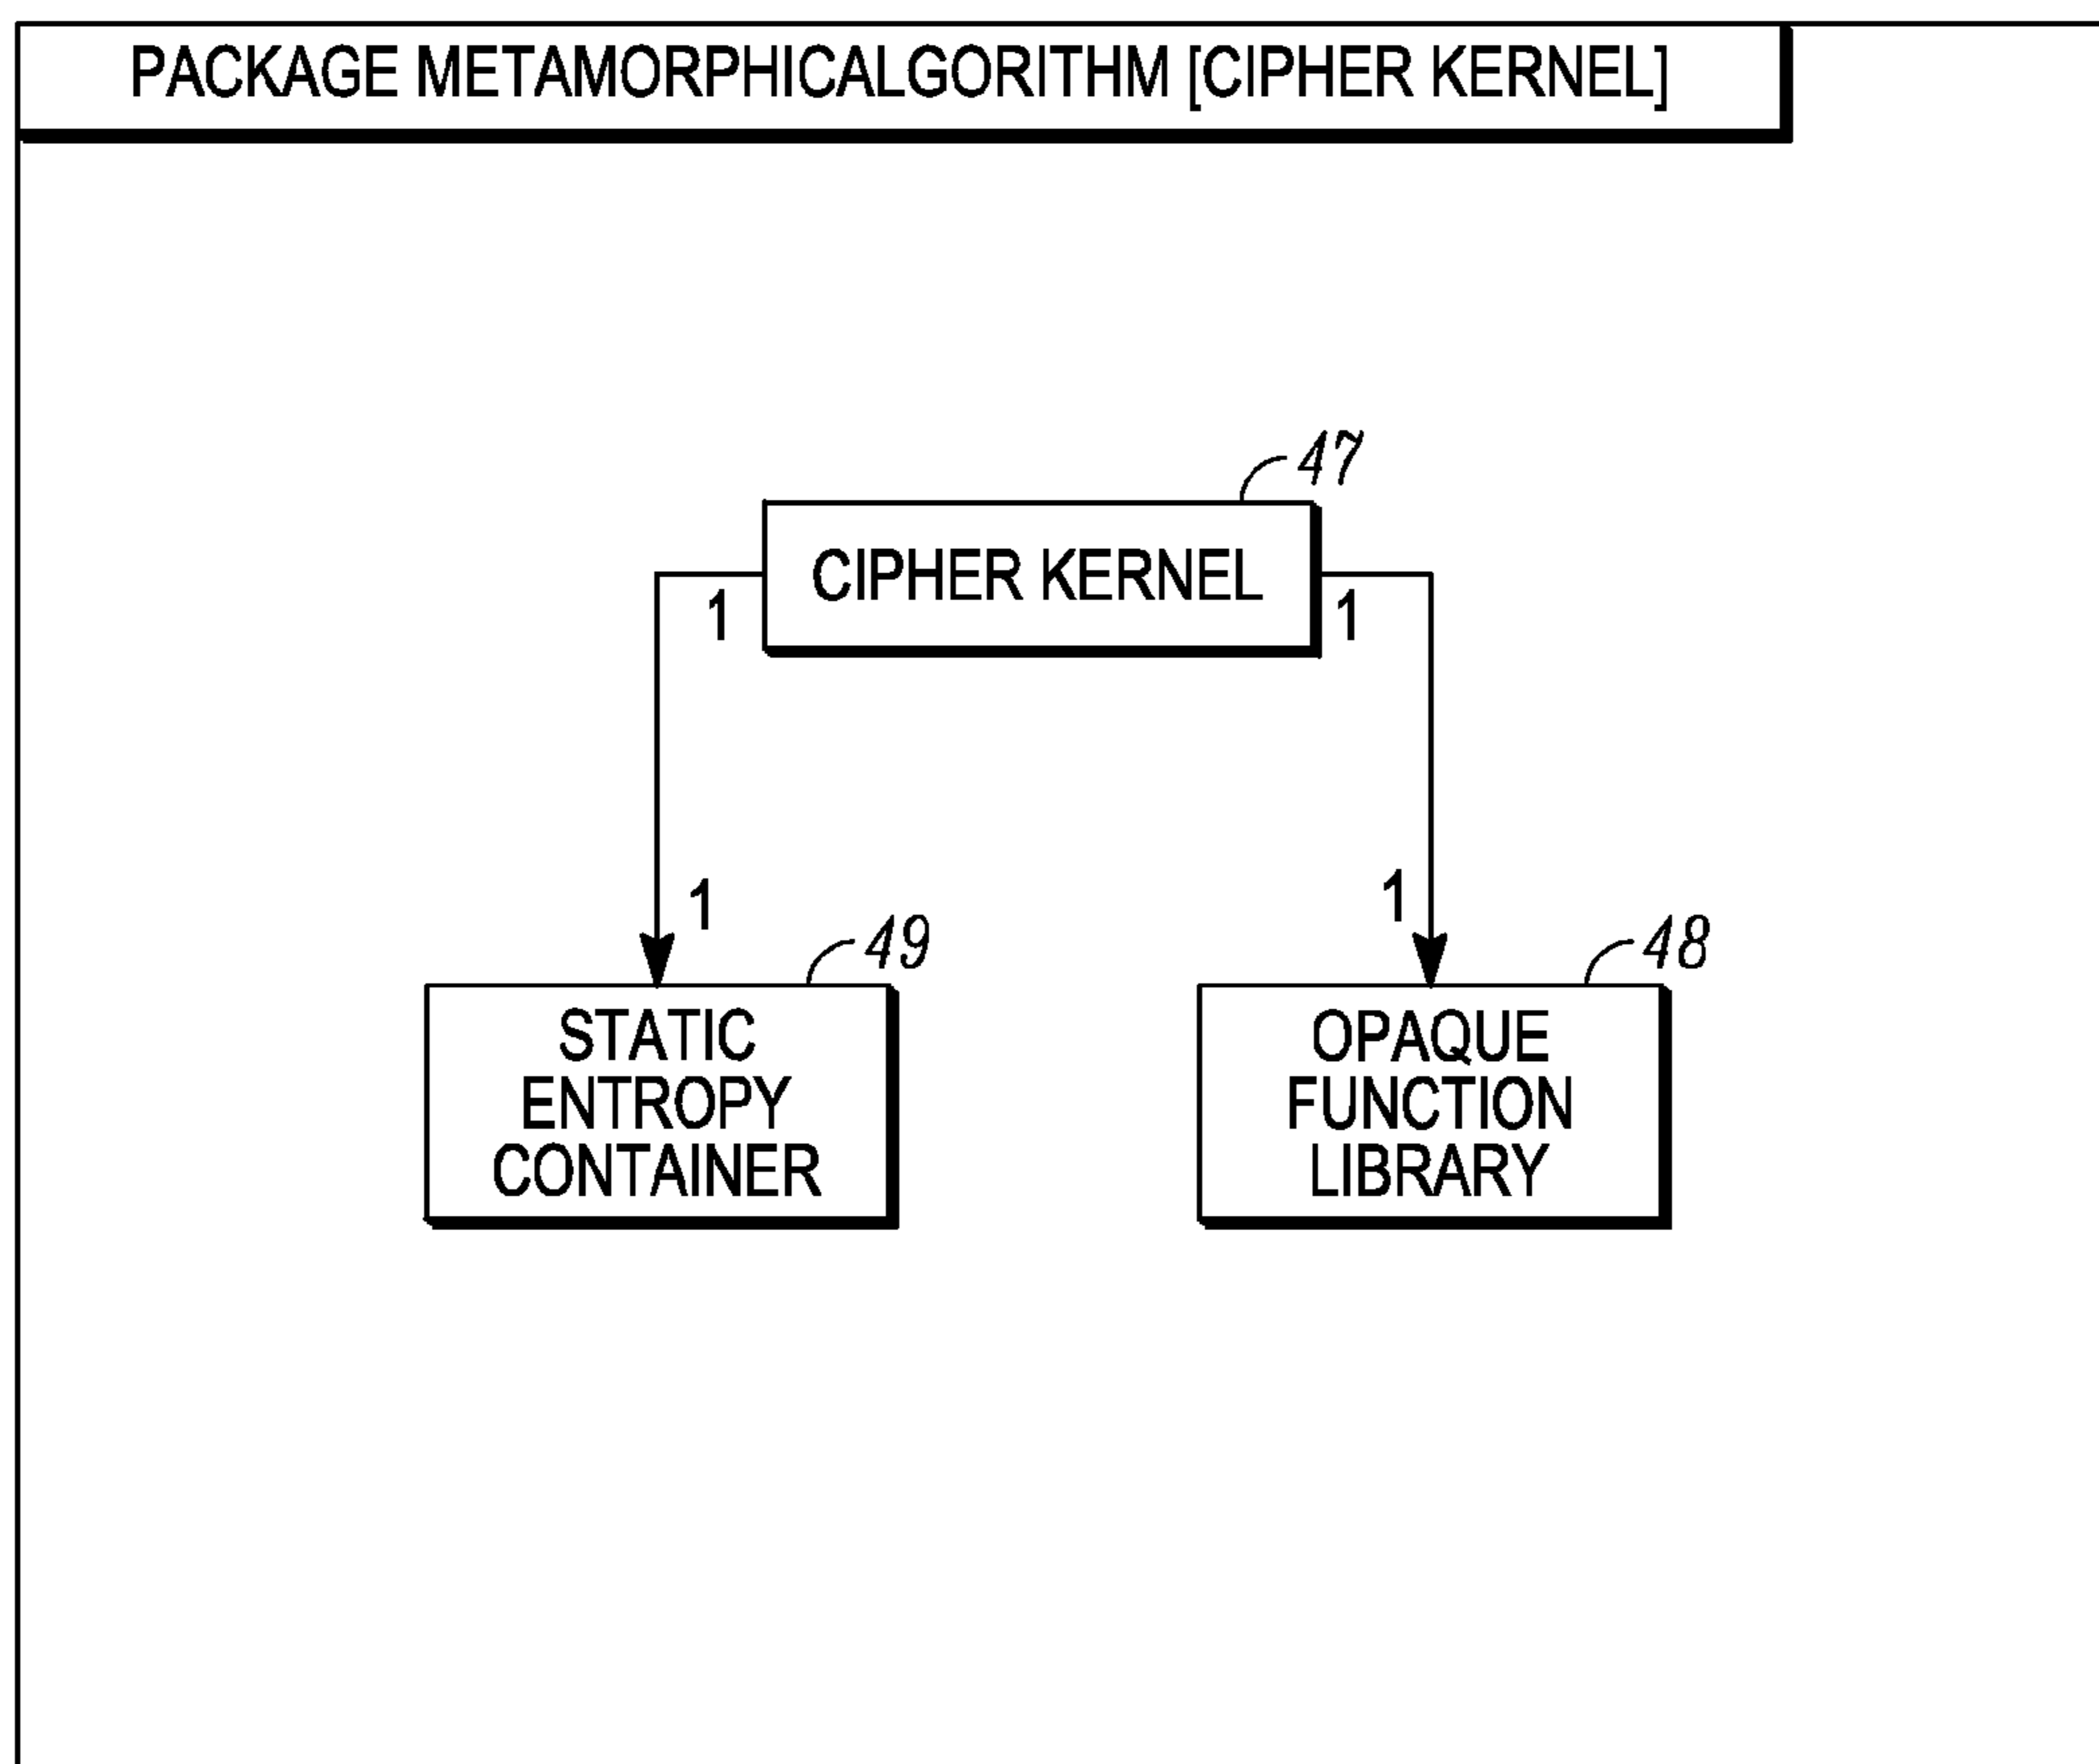 PACKAGE METAMORPHICALGORITHM [CIPHER KERNEL]
47
CIPHER KERNEL
1
1
1
1
49
48
STATIC
ENTROPY
CONTAINER
OPAQUE
FUNCTION
LIBRARY